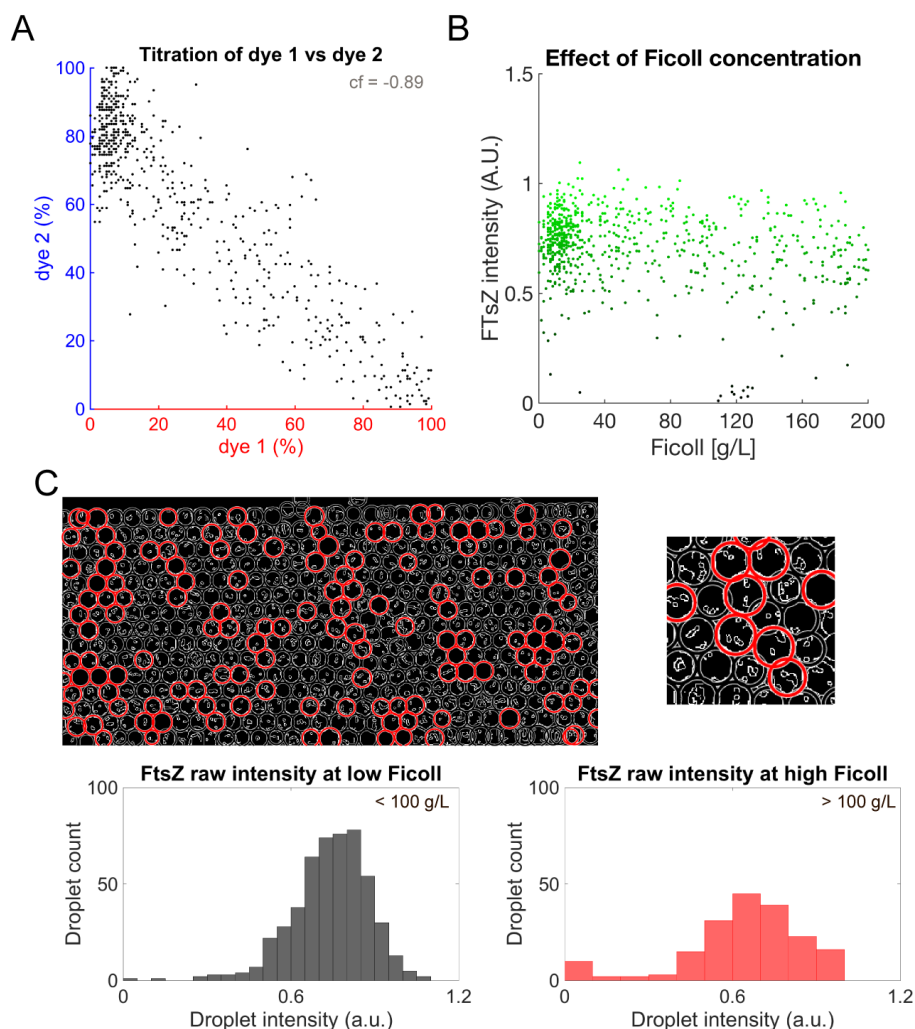 A
Titration of dye 1 vs dye 2
cf = -0.89
100
80
60
40
20
0
dye 2 (%)
0 20 40 60 80 100
dye 1 (%)
B
Effect of Ficoll concentration
1.5
1
0.5
0
FTsZ intensity (A.U.)
0 40 80 120 160 200
Ficoll [g/L]
C
FtsZ raw intensity at low Ficoll
< 100 g/L
100
50
0
Droplet count
0 0.6 1.2
Droplet intensity (a.u.)
FtsZ raw intensity at high Ficoll
> 100 g/L
100
50
0
Droplet count
0 0.6 1.2
Droplet intensity (a.u.)